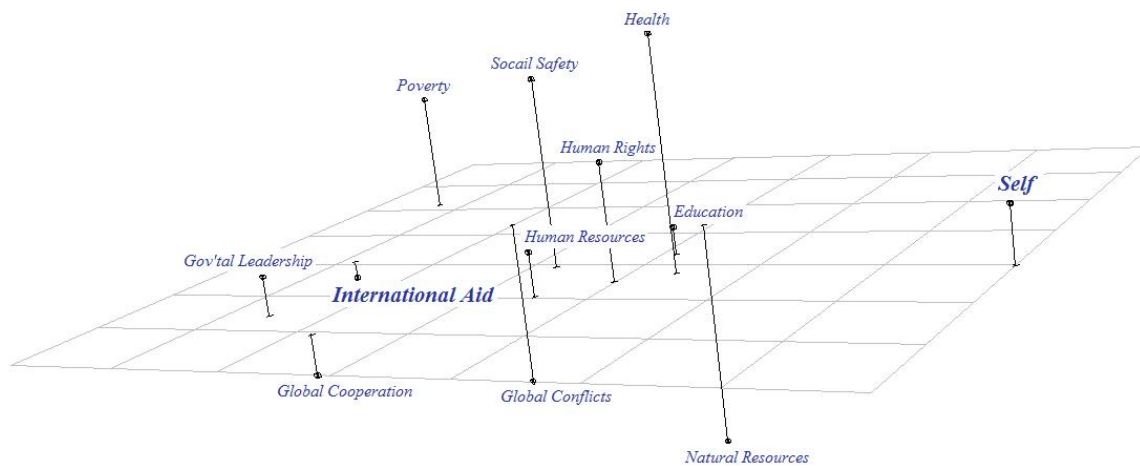 Health
Socail Safety
Poverty
Human Rights
Self
Education
Human Resources
Gov'tal Leadership
International Aid
Global Cooperation
Global Conflicts
Natural Resources